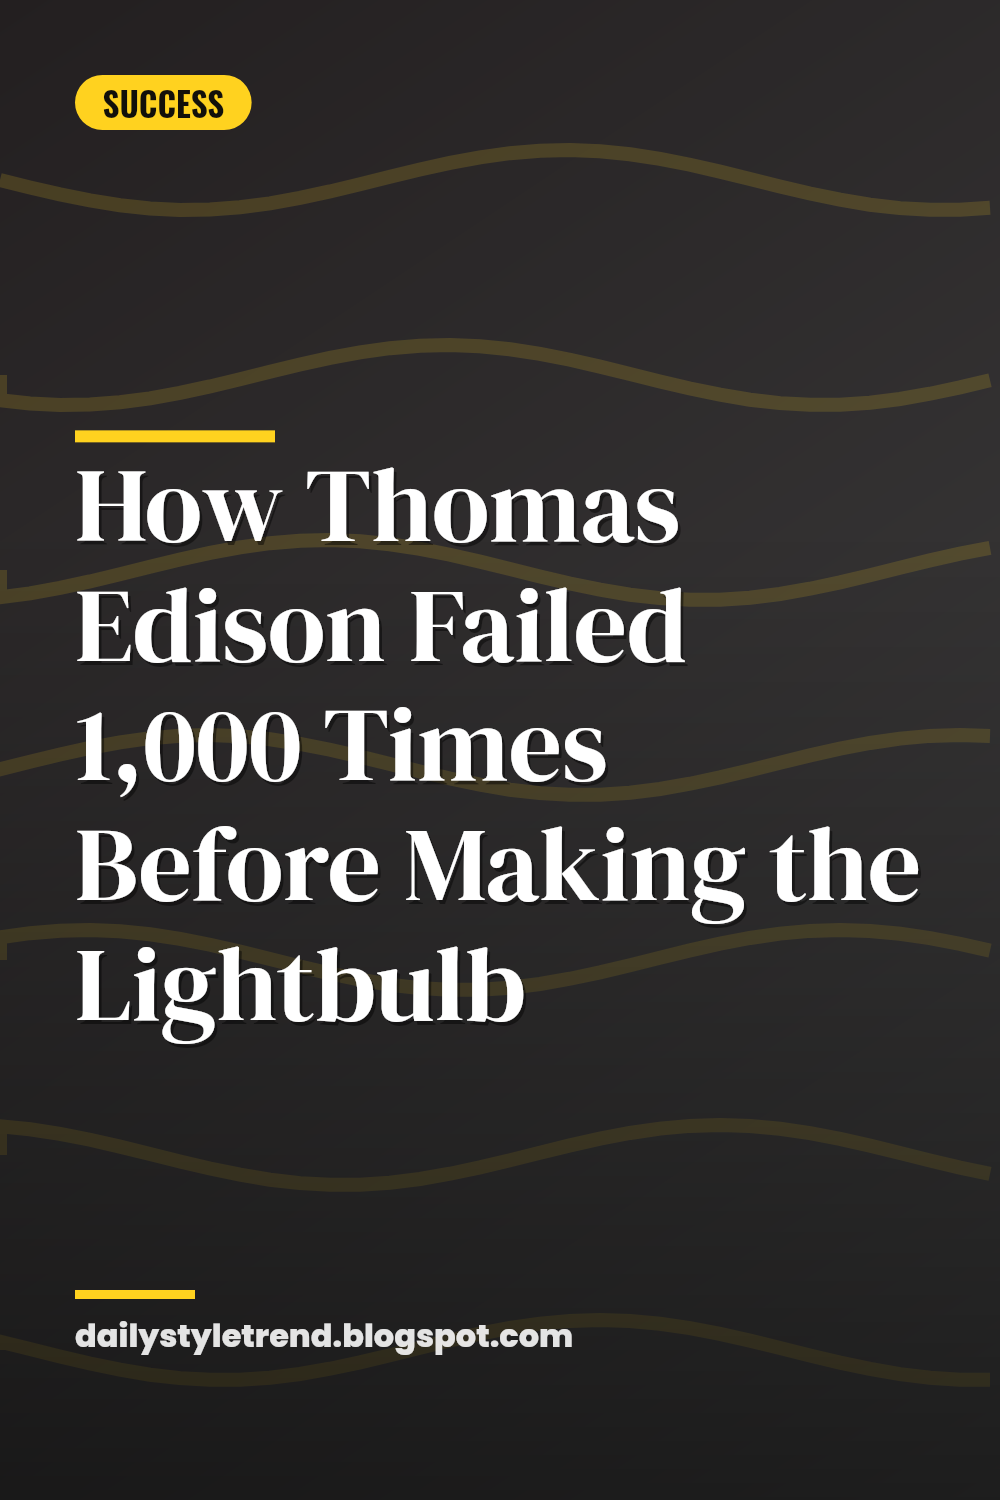 SUCCESS
How Thomas
Edison Failed
1,000 Times
Before Making the
Lightbulb
dailystyletrend.blogspot.com